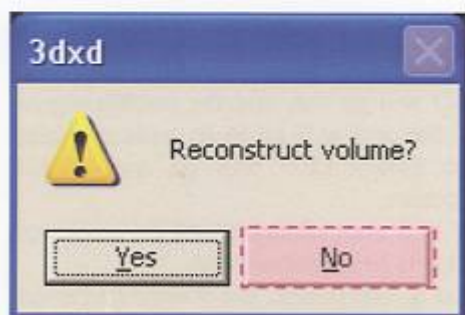 3dxd
Reconstruct volume?
Yes
No